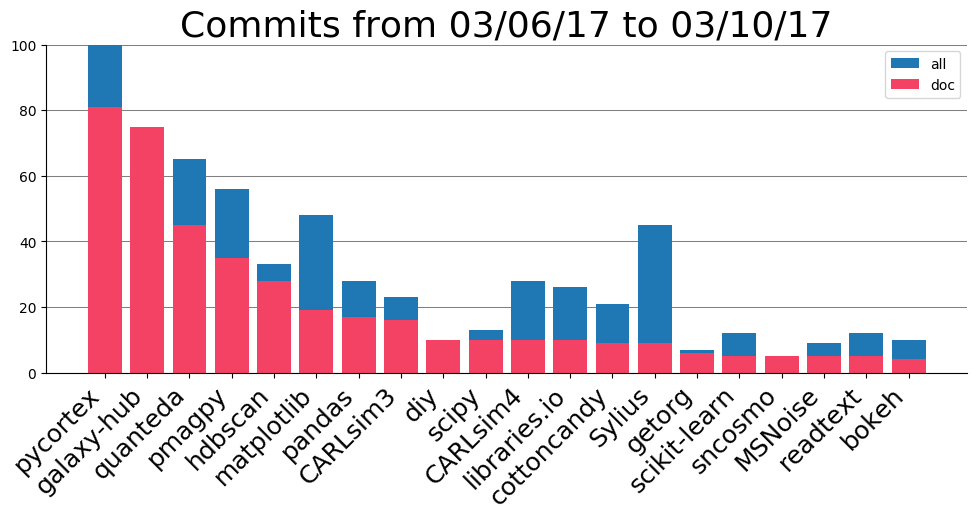 Commits from 03/06/17 to 03/10/17
100
80
60
40
20
0
all
doc
pycortex
galaxy-hub
quanteda
pmagpy
hdbscan
matplotlib
pandas
CARLsim3
diy
scipy
CARLsim4
libraries.io
cottoncandy
Sylius
getorg
scikit-learn
sncosmo
MSNoise
readtext
bokeh